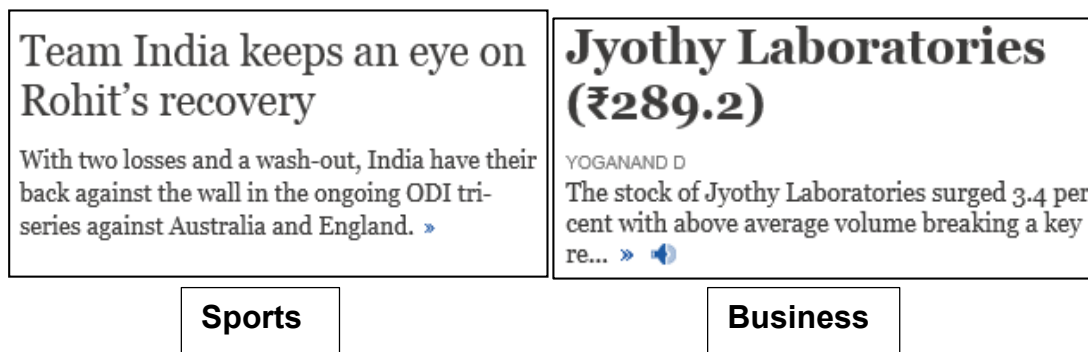 Team India keeps an eye on
Rohit's recovery
With two losses and a wash-out, India have their
back against the wall in the ongoing ODI tri-
series against Australia and England. »
Jyothy Laboratories
(₹289.2)
YOGANAND D
The stock of Jyothy Laboratories surged 3.4 per
cent with above average volume breaking a key
re... »
Sports
Business